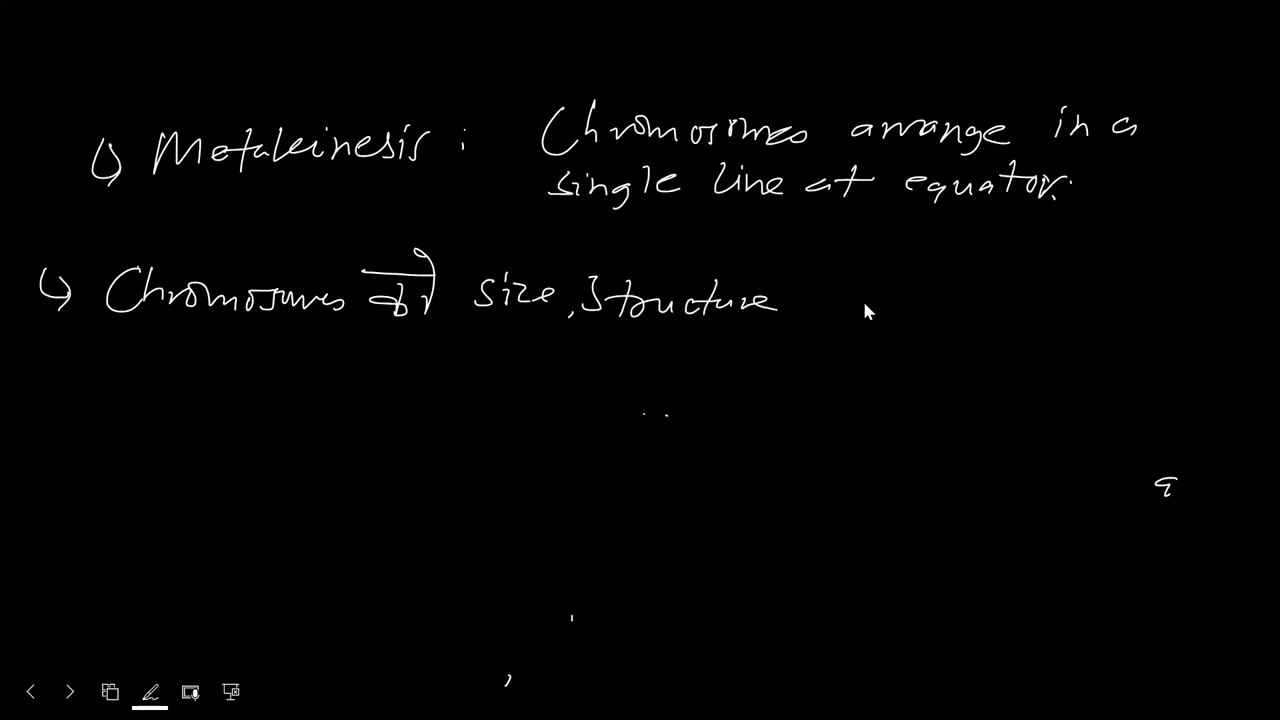 ↳ Metakinesis : Chromosomes arrange in a
single line at equator.
↳ Chromosomes की size, structure